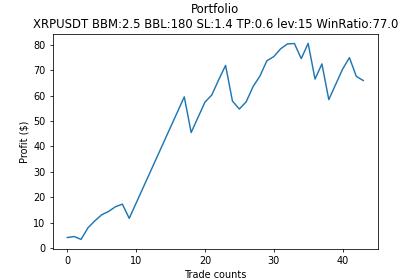 Portfolio
XRPUSDT BBM:2.5 BBL:180 SL:1.4 TP:0.6 lev:15 WinRatio:77.0
80
70
60
50
40
30
20
10
0
Profit ($)
0 10 20 30 40
Trade counts